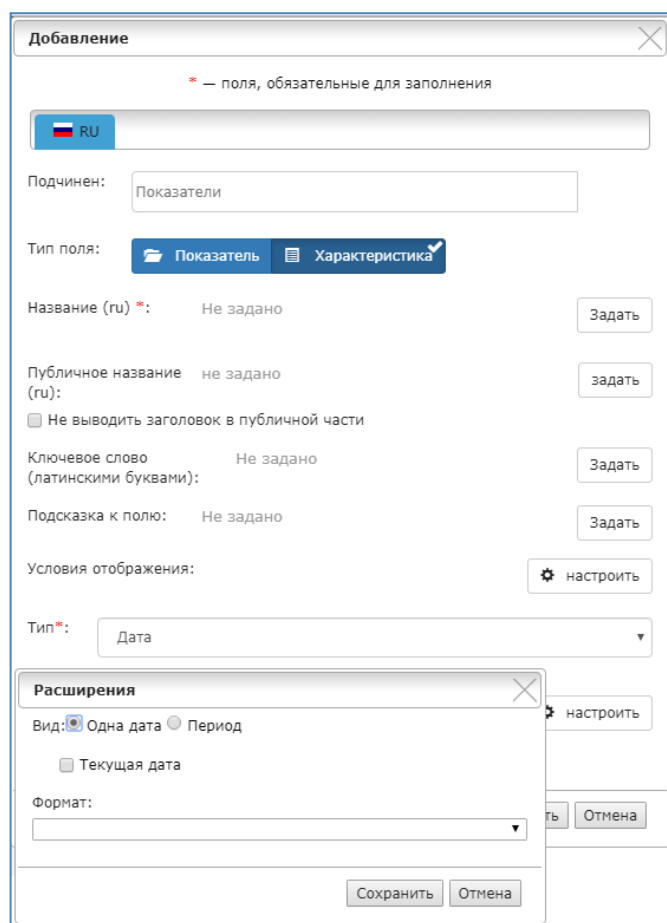 Добавление
* — поля, обязательные для заполнения
RU
Подчинен:
Показатели
Тип поля:
Показатель
Характеристика
Название (ru) *:
Не задано
Задать
Публичное название
(ru):
не задано
задать
Не выводить заголовок в публичной части
Ключевое слово
(латинскими буквами):
Не задано
Задать
Подсказка к полю:
Не задано
Задать
Условия отображения:
настроить
Тип*:
Дата
Расширения
настроить
Вид:
Одна дата
Период
Текущая дата
Формат:
ть
Отмена
Сохранить
Отмена